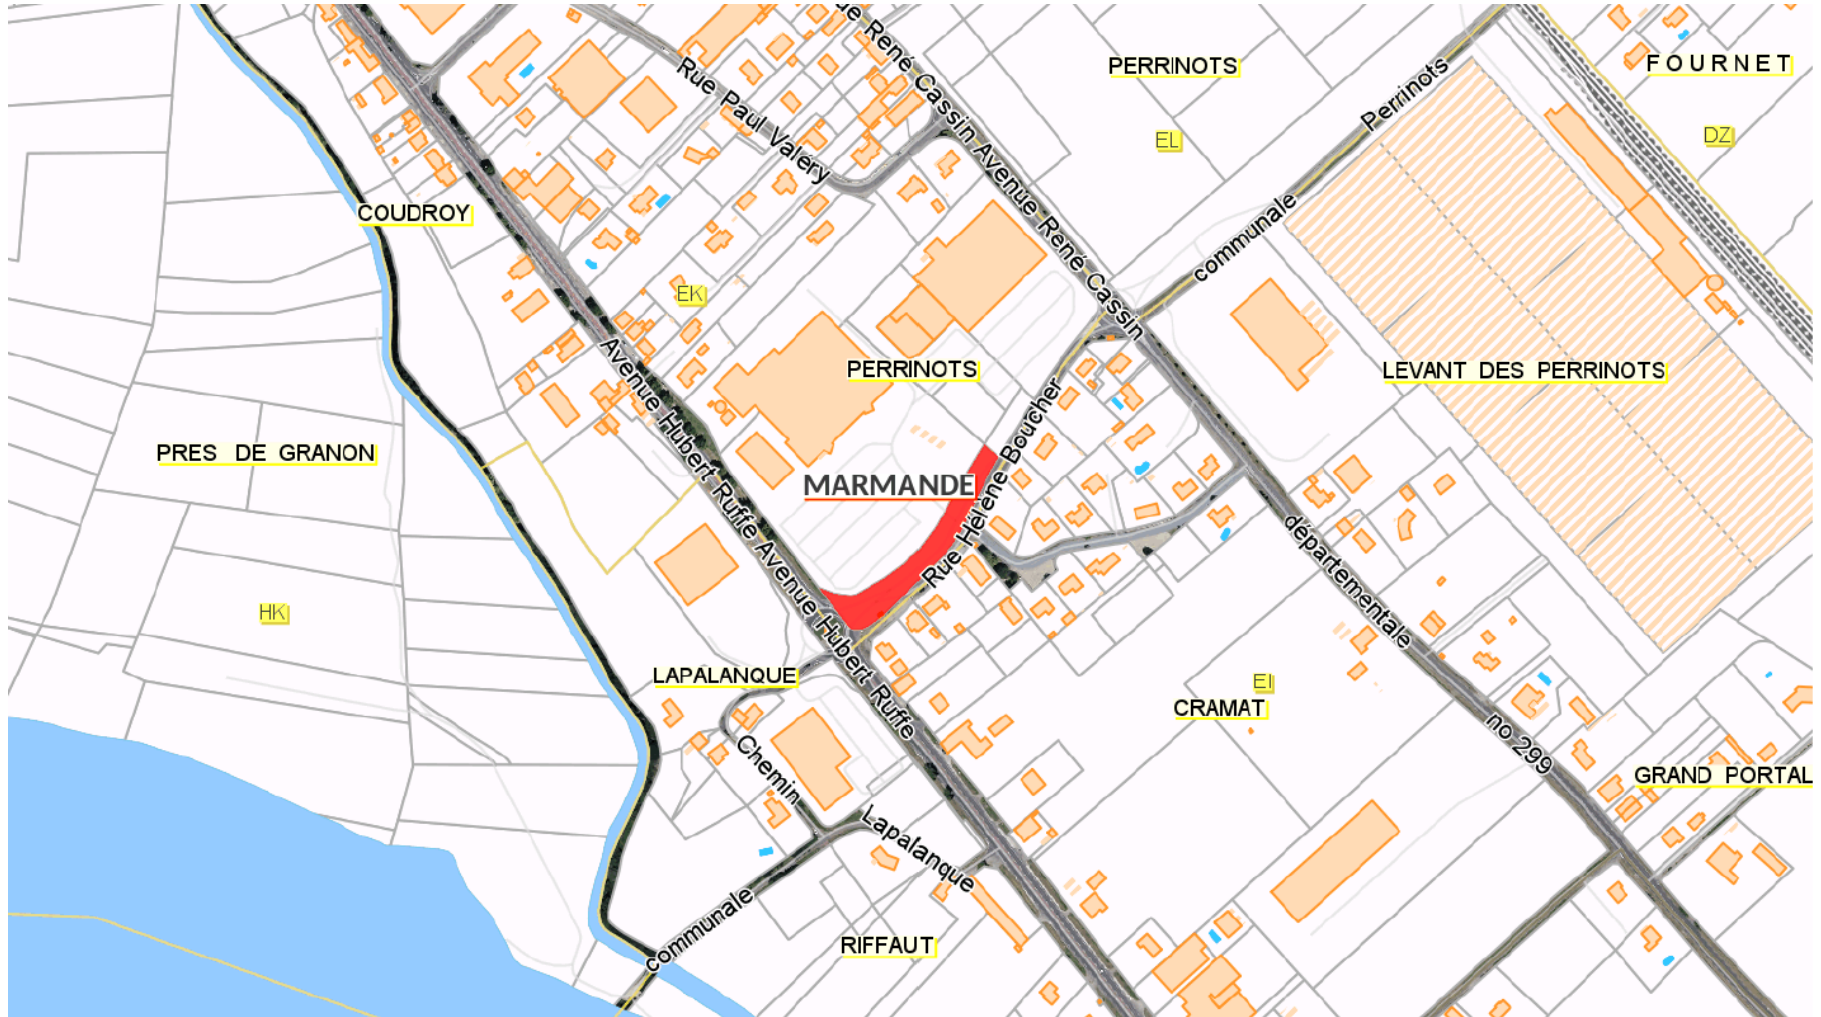 ue René Cassin Avenue René Cassin
PERRINOTS
FOURNET
Rue Paul Valery
Perrinots
EL
DZ
COUDROY
communale
EK
PERRINOTS
LEVANT DES PERRINOTS
Avenue Hubert Ruffe Avenue Hubert Ruffe
PRES DE GRANON
MARMANDE
Rue Hélène Boucher
départementale
HK
LAPALANQUE
EI
CRAMAT
no 299
Chemin
GRAND PORTAL
Lapalanque
communale
RIFFAUT